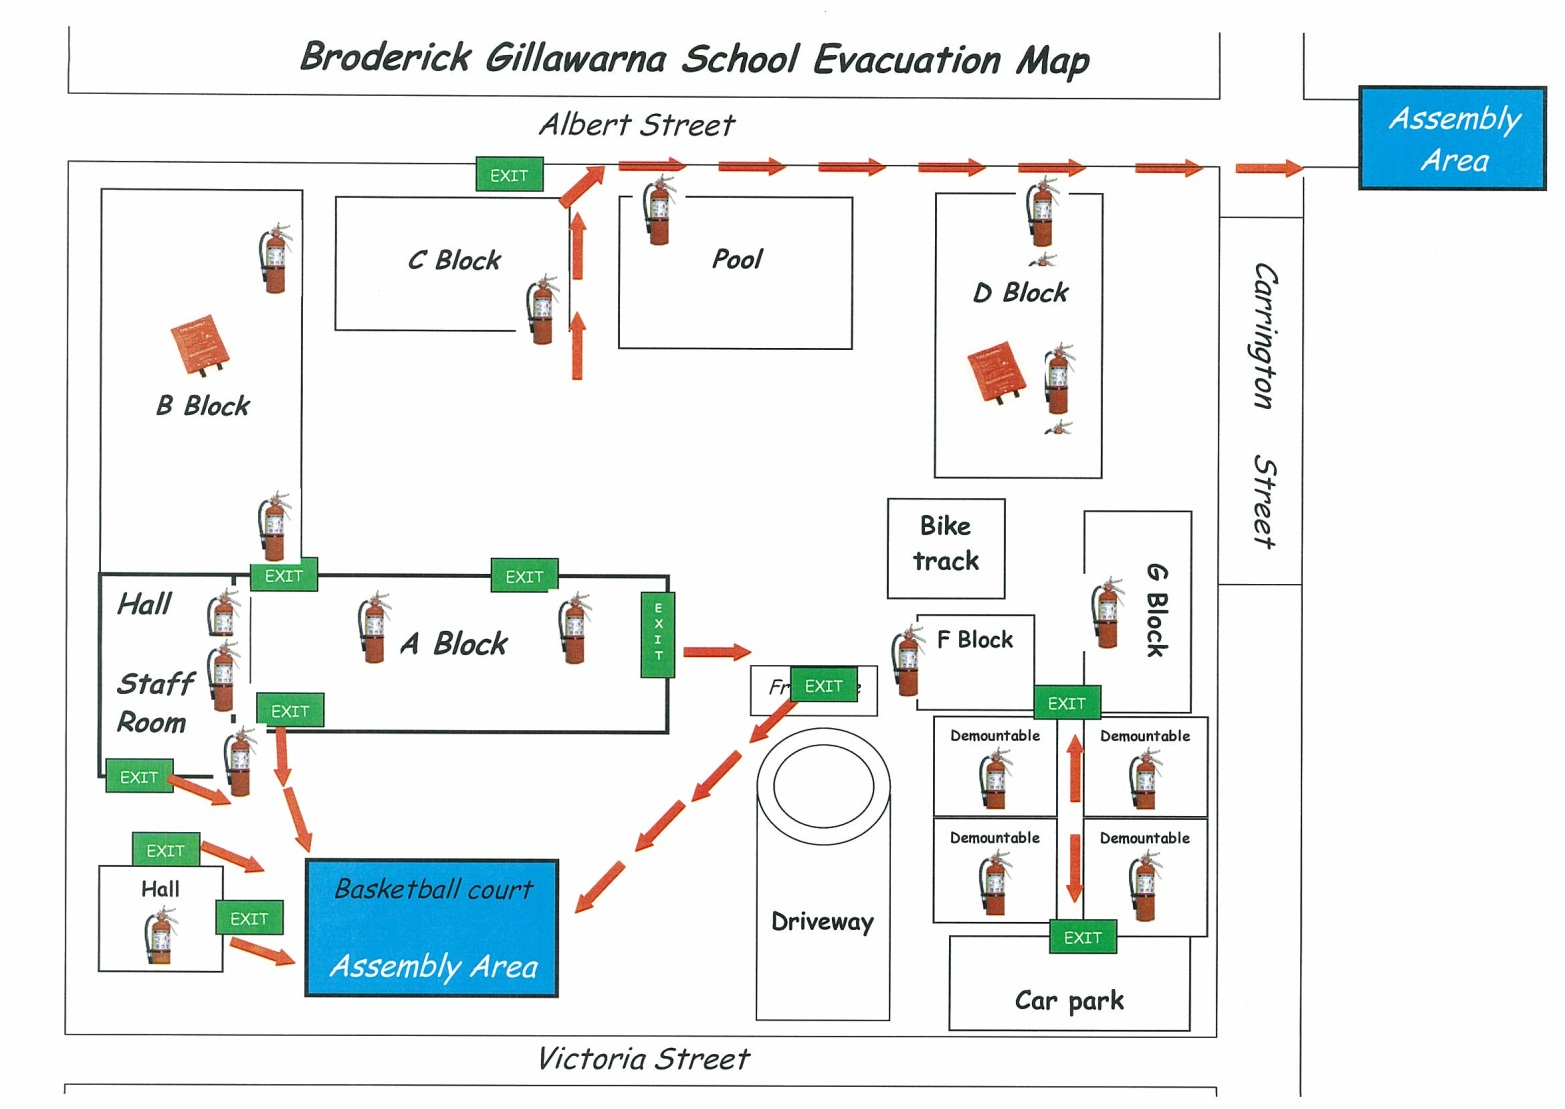 Broderick Gillawarna School Evacuation Map
Albert Street
Assembly
Area
EXIT
C Block
Pool
D Block
B Block
Carrington Street
Bike
track
G Block
EXIT
EXIT
Hall
A Block
EXIT
F Block
Staff
Room
EXIT
EXIT
EXIT
Demountable
Demountable
EXIT
Demountable
Demountable
EXIT
Hall
EXIT
Basketball court
Assembly Area
Driveway
EXIT
Car park
Victoria Street